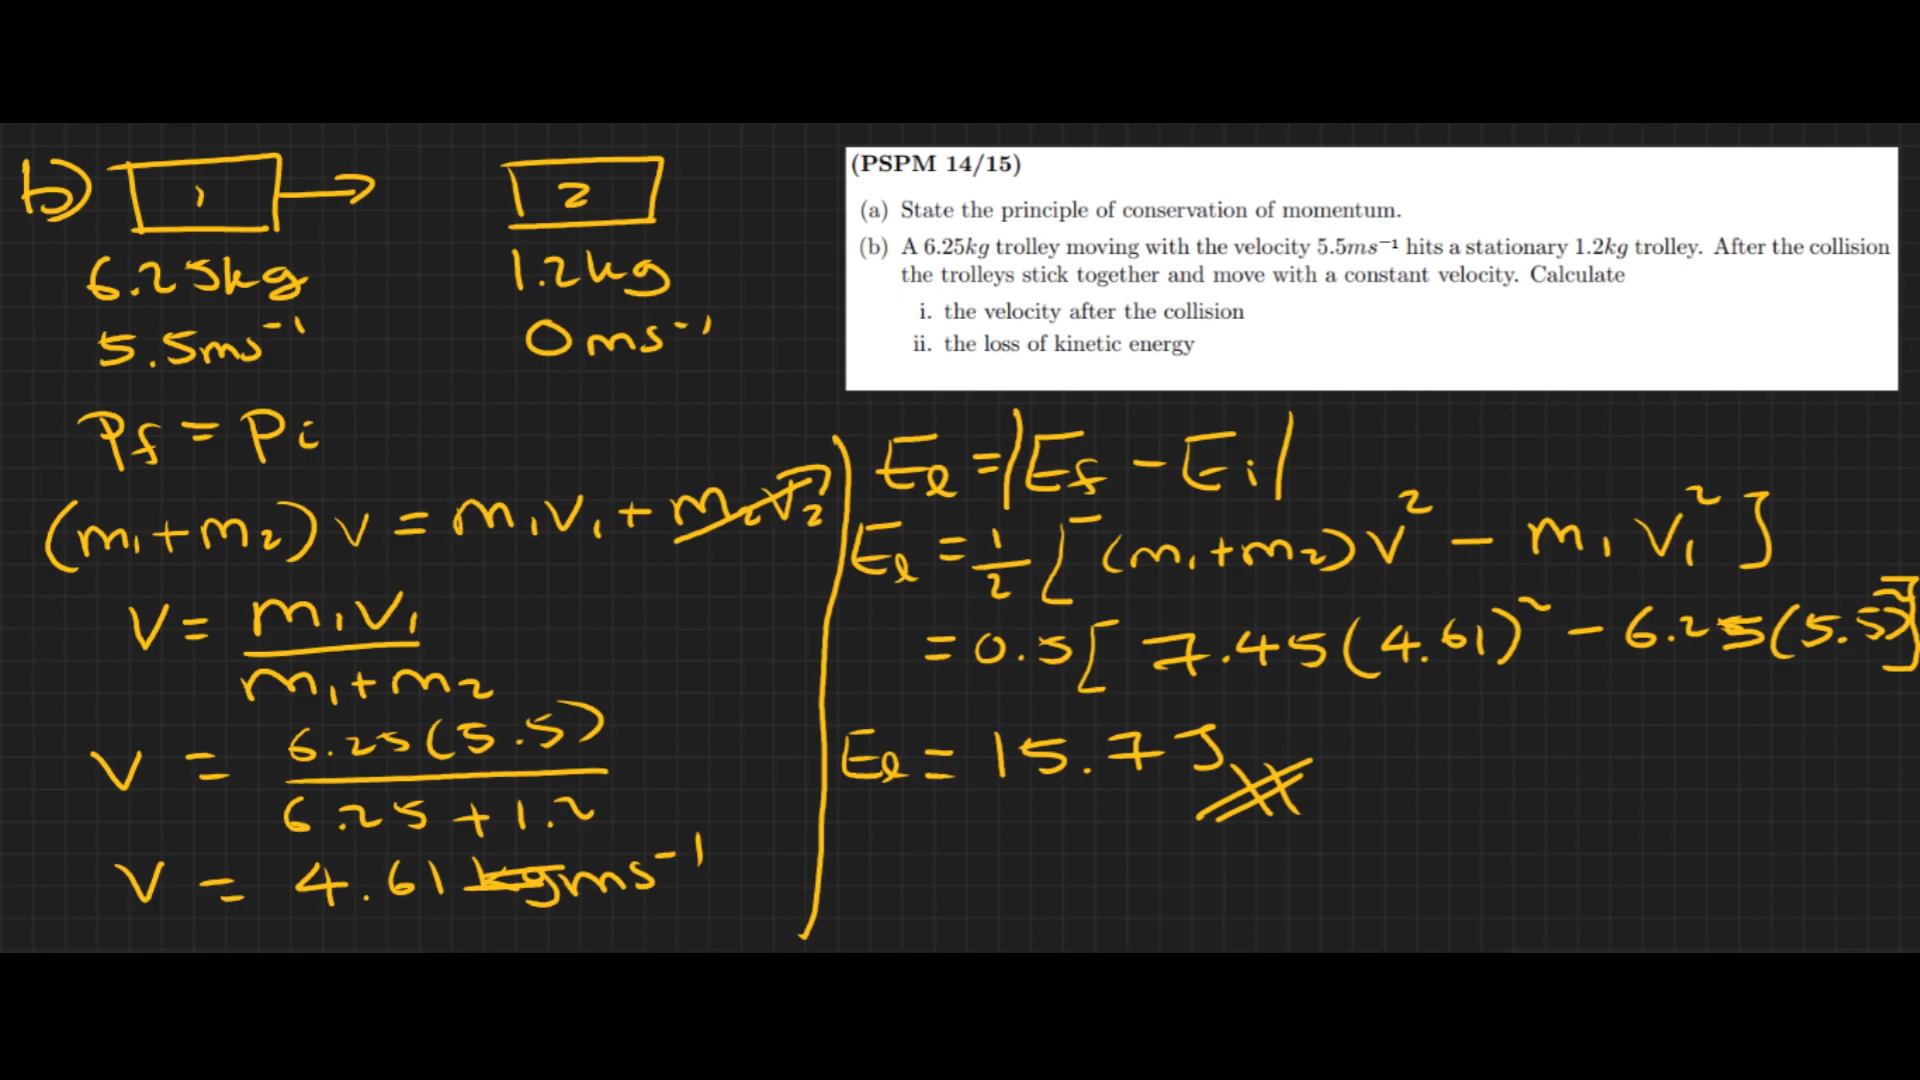 b) 1 2
6.25kg 1.2kg
5.5ms⁻¹ 0ms⁻¹
Pf = Pi
(m₁+m₂)v = m₁v₁ + m₂v₂
v = m₁v₁ / m₁+m₂
v = 6.25(5.5) / 6.25+1.2
v = 4.61 kgms⁻¹
(PSPM 14/15)
(a) State the principle of conservation of momentum.
(b) A 6.25kg trolley moving with the velocity 5.5ms⁻¹ hits a stationary 1.2kg trolley. After the collision
the trolleys stick together and move with a constant velocity. Calculate
i. the velocity after the collision
ii. the loss of kinetic energy
El = |Ef - Ei|
El = 1/2 [(m₁+m₂)v² - m₁v₁²]
= 0.5[7.45(4.61)² - 6.25(5.5)²]
El = 15.7J